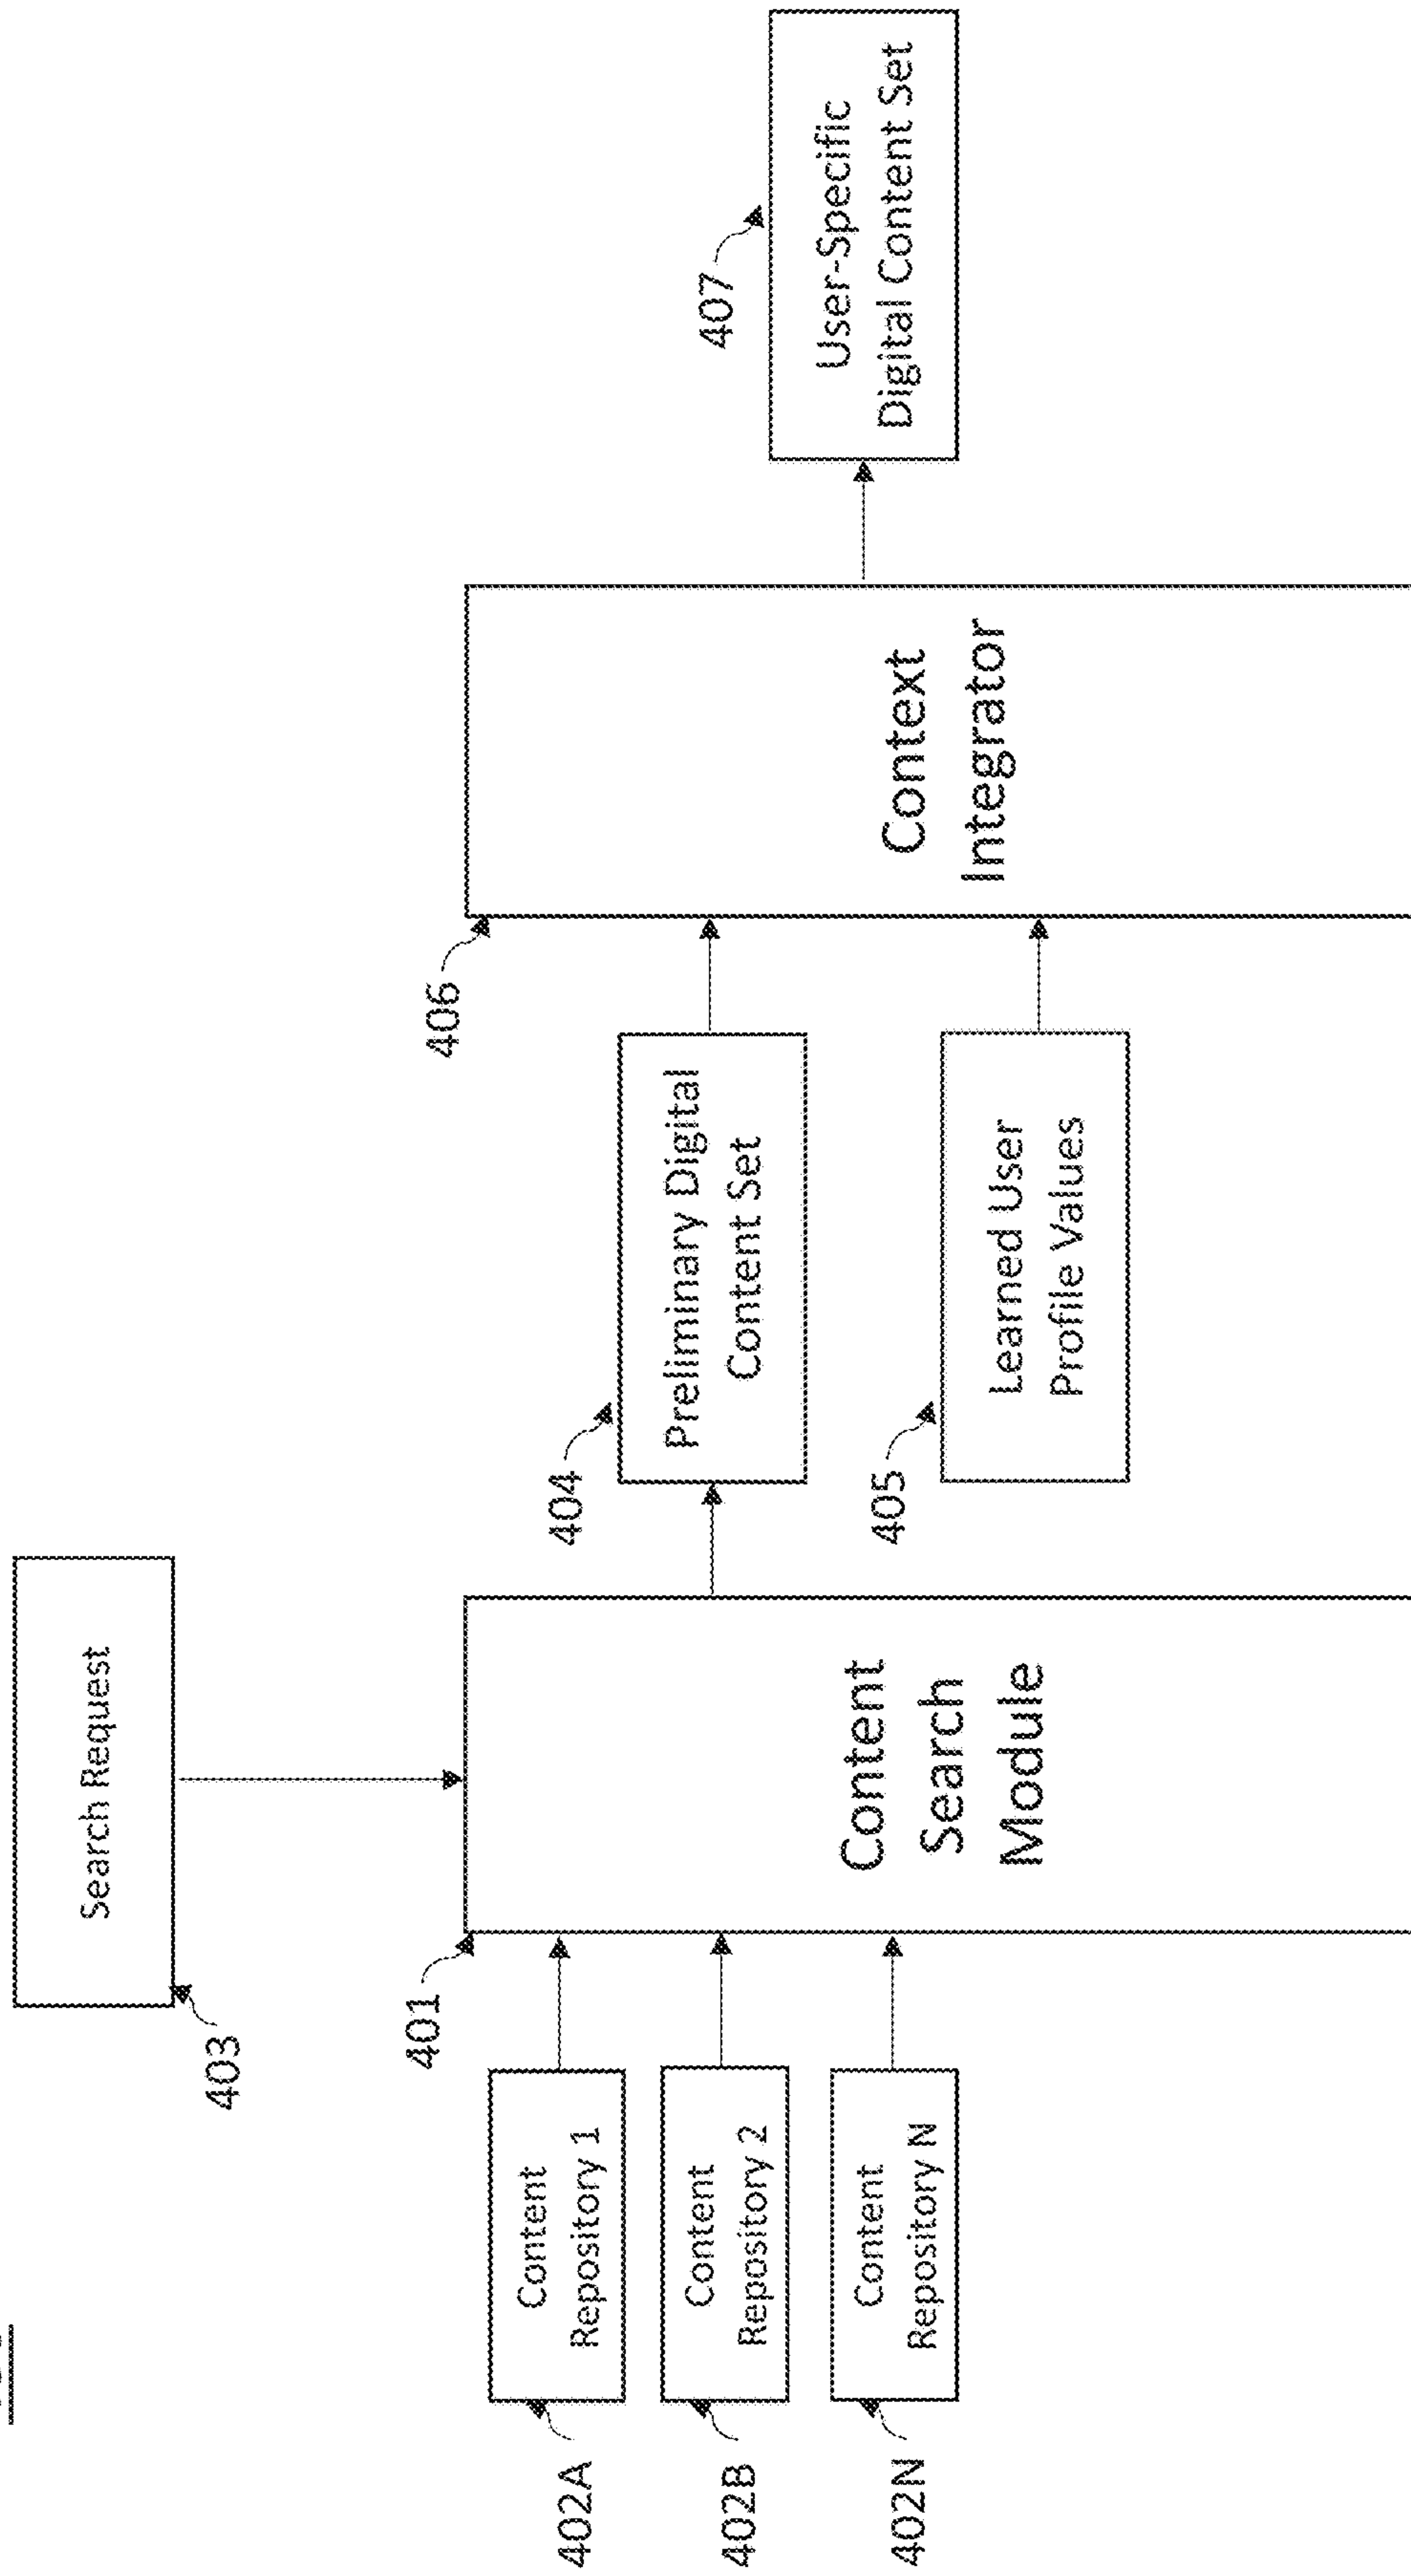 403
Search Request
402A
Content
Repository 1
402B
Content
Repository 2
402N
Content
Repository N
401
Content
Search
Module
404
Preliminary Digital
Content Set
405
Learned User
Profile Values
406
Context
Integrator
407
User-Specific
Digital Content Set